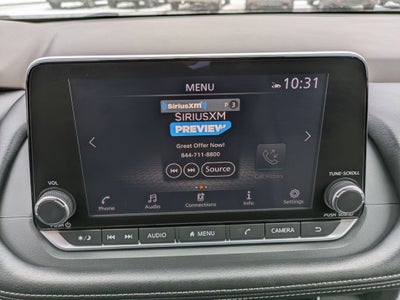 MENU
10:31
SiriusXM P 3
SIRIUSXM
PREVIEW
Great Offer Now!
844-711-8800
Source
Call History
Phone
Audio
Connections
Info
Settings
VOL
TUNE·SCROLL
PUSH SOUND
AUDIO
MENU
CAMERA